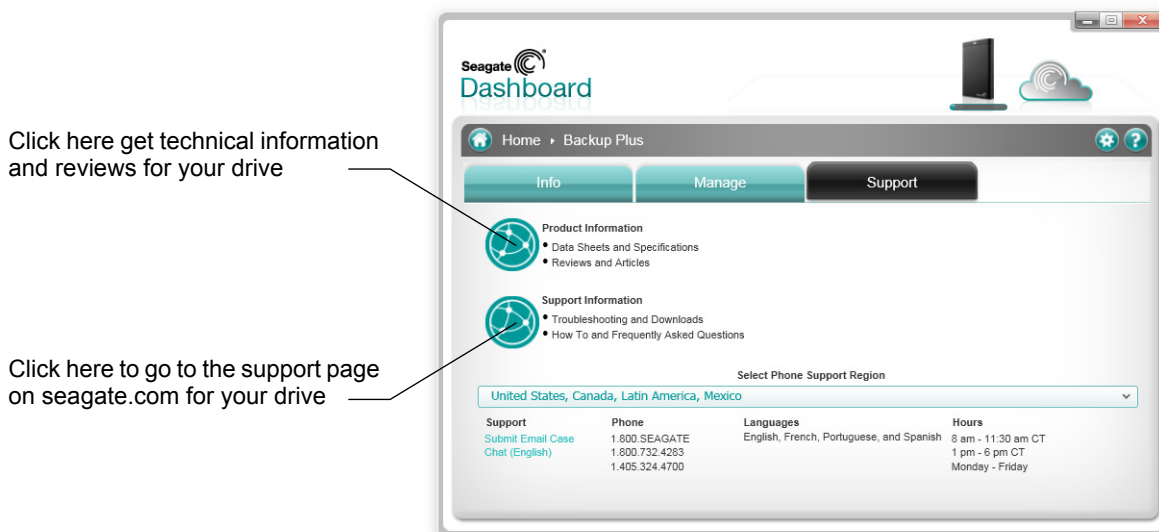 Seagate
Dashboard
Click here get technical information
and reviews for your drive
Home ▸ Backup Plus
?
Info
Manage
Support
Product Information
• Data Sheets and Specifications
• Reviews and Articles
Support Information
• Troubleshooting and Downloads
• How To and Frequently Asked Questions
Click here to go to the support page
on seagate.com for your drive
Select Phone Support Region
United States, Canada, Latin America, Mexico
Support
Submit Email Case
Chat (English)
Phone
1.800.SEAGATE
1.800.732.4283
1.405.324.4700
Languages
English, French, Portuguese, and Spanish
Hours
8 am - 11:30 am CT
1 pm - 6 pm CT
Monday - Friday